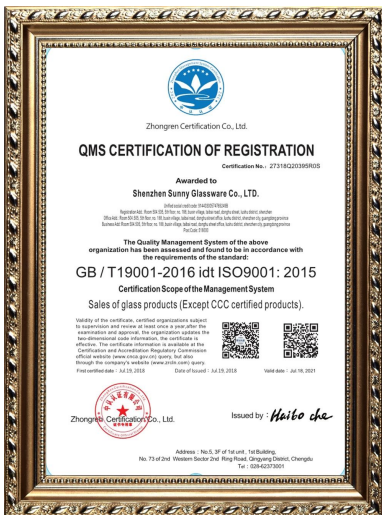 Zhongren Certification Co., Ltd.
QMS CERTIFICATION OF REGISTRATION
Certification No.: 27318Q20395R0S
Awarded to
Shenzhen Sunny Glassware Co., LTD.
The Quality Management System of the above
organization has been assessed and found to be in accordance with
the requirements of the standard:
GB / T19001-2016 idt ISO9001: 2015
Certification Scope of the Management System
Sales of glass products (Except CCC certified products).
Validity of the certificate, certified organizations subject
to supervision and review at least once a year,after the
examination and approval, the organization updates the
two-dimensional code information, the certificate is
effective. The certificate information is available at the
Certification and Accreditation Regulatory Commission
official website (www.cnca.gov.cn) query, but also
through the company's website (www.zrcln.com) query.
First certified date : Jul.19, 2018 Date of Issued : Jul.19, 2018 Valid date : Jul.18, 2021
Zhongren Certification Co., Ltd.
Issued by : Haibo che
Address : No.5, 3F of 1st unit , 1st Building,
No. 73 of 2nd Western Sector 2nd Ring Road, Qingyang District, Chengdu
Tel : 028-62373001